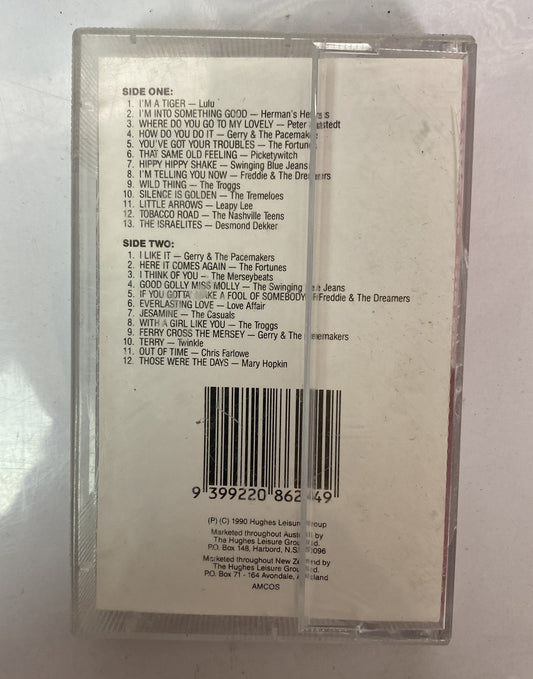 SIDE ONE:
1. I'M A TIGER — Lulu
2. I'M INTO SOMETHING GOOD — Herman's Hermits
3. WHERE DO YOU GO TO MY LOVELY — Peter Sarstedt
4. HOW DO YOU DO IT — Gerry & The Pacemakers
5. YOU'VE GOT YOUR TROUBLES — The Fortunes
6. THAT SAME OLD FEELING — Picketywitch
7. HIPPY HIPPY SHAKE — Swinging Blue Jeans
8. I'M TELLING YOU NOW — Freddie & The Dreamers
9. WILD THING — The Troggs
10. SILENCE IS GOLDEN — The Tremeloes
11. LITTLE ARROWS — Leapy Lee
12. TOBACCO ROAD — The Nashville Teens
13. THE ISRAELITES — Desmond Dekker
SIDE TWO:
1. I LIKE IT — Gerry & The Pacemakers
2. HERE IT COMES AGAIN — The Fortunes
3. I THINK OF YOU — The Merseybeats
4. GOOD GOLLY MISS MOLLY — The Swinging Blue Jeans
5. IF YOU GOTTA MAKE A FOOL OF SOMEBODY — Freddie & The Dreamers
6. EVERLASTING LOVE — Love Affair
7. JESAMINE — The Casuals
8. WITH A GIRL LIKE YOU — The Troggs
9. FERRY CROSS THE MERSEY — Gerry & The Pacemakers
10. TERRY — Twinkle
11. OUT OF TIME — Chris Farlowe
12. THOSE WERE THE DAYS — Mary Hopkin
9 399220 862449
(P) (C) 1990 Hughes Leisure Group
Marketed throughout Australia by
The Hughes Leisure Group Ltd.
P.O. Box 148, Harbord, N.S.W. 2096
Marketed throughout New Zealand by
The Hughes Leisure Group Ltd.
P.O. Box 71 - 164 Avondale, Auckland
AMCOS